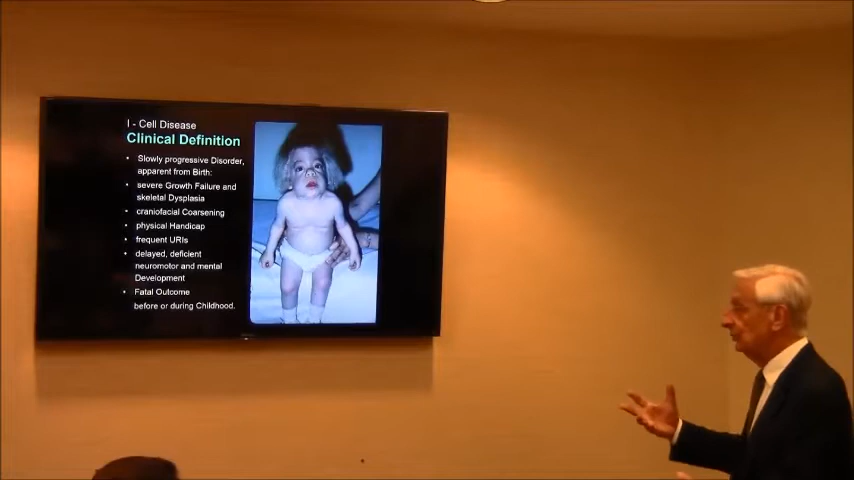 I - Cell Disease
Clinical Definition
• Slowly progressive Disorder,
apparent from Birth:
• severe Growth Failure and
skeletal Dysplasia
• craniofacial Coarsening
• physical Handicap
• frequent URIs
• delayed, deficient
neuromotor and mental
Development
• Fatal Outcome
before or during Childhood.